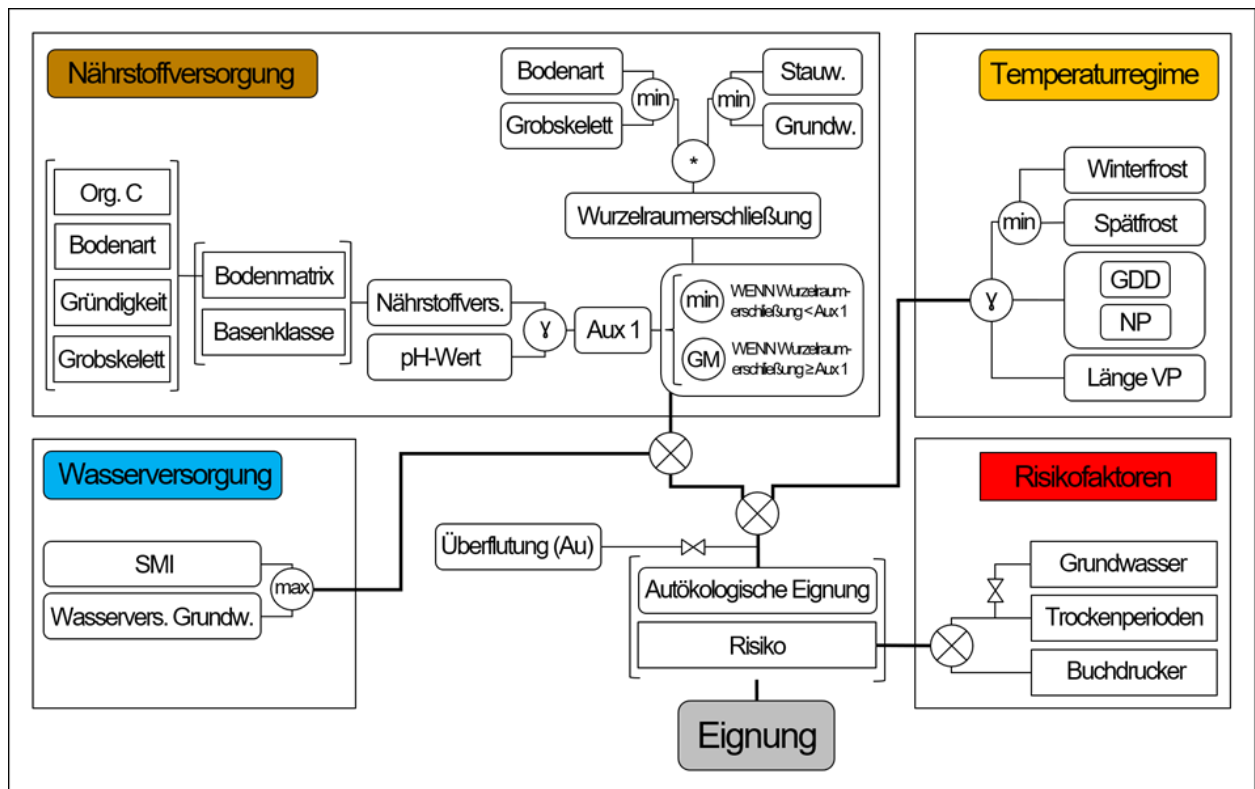 Nährstoffversorgung
Bodenart
Grobskelett
min
Stauw.
Grundw.
min
*
Wurzelraumerschließung
Org. C
Bodenart
Gründigkeit
Grobskelett
Bodenmatrix
Basenklasse
Nährstoffvers.
pH-Wert
γ
Aux 1
min
WENN Wurzelraum-
erschließung < Aux 1
GM
WENN Wurzelraum-
erschließung ≥ Aux 1
Temperaturregime
Winterfrost
Spätfrost
min
GDD
NP
γ
Länge VP
Wasserversorgung
SMI
Wasservers. Grundw.
max
Überflutung (Au)
Autökologische Eignung
Risiko
Eignung
Risikofaktoren
Grundwasser
Trockenperioden
Buchdrucker